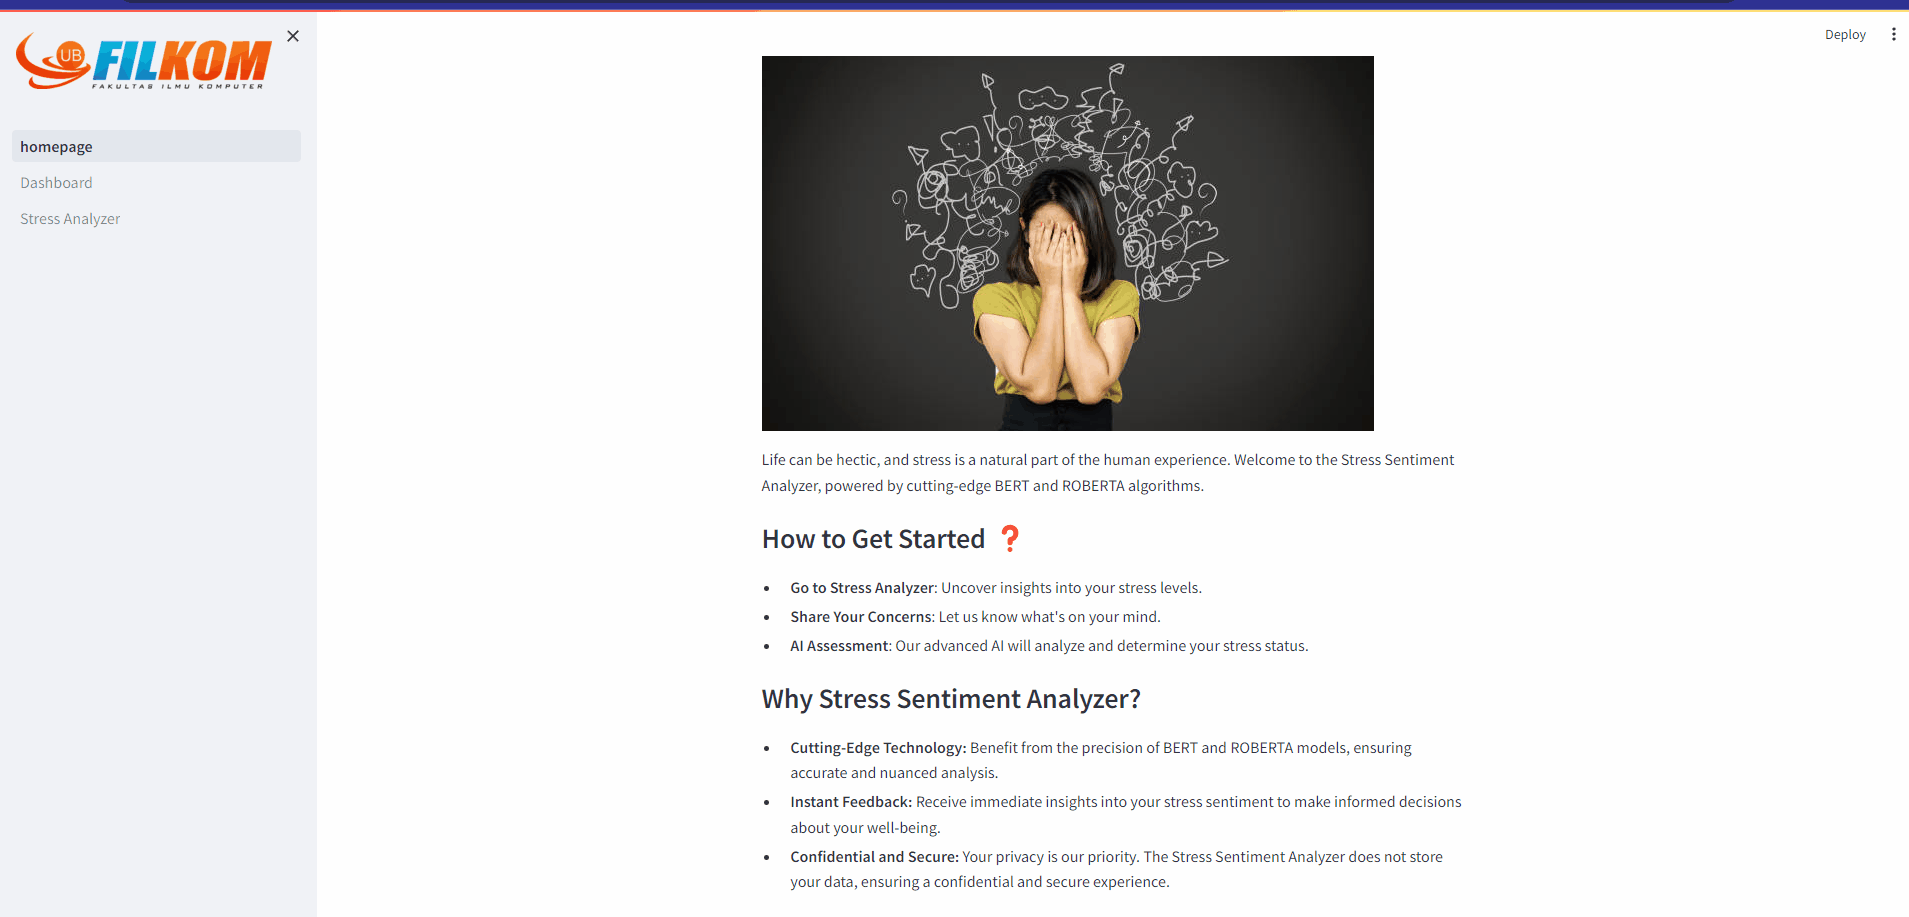 UB
FILKOM
FAKULTAS ILMU KOMPUTER
homepage
Dashboard
Stress Analyzer
Deploy
Life can be hectic, and stress is a natural part of the human experience. Welcome to the Stress Sentiment
Analyzer, powered by cutting-edge BERT and ROBERTA algorithms.
How to Get Started ❓
• Go to Stress Analyzer: Uncover insights into your stress levels.
• Share Your Concerns: Let us know what's on your mind.
• AI Assessment: Our advanced AI will analyze and determine your stress status.
Why Stress Sentiment Analyzer?
• Cutting-Edge Technology: Benefit from the precision of BERT and ROBERTA models, ensuring
accurate and nuanced analysis.
• Instant Feedback: Receive immediate insights into your stress sentiment to make informed decisions
about your well-being.
• Confidential and Secure: Your privacy is our priority. The Stress Sentiment Analyzer does not store
your data, ensuring a confidential and secure experience.